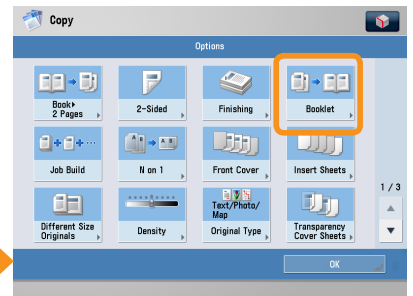 Copy
Options
Book▸
2 Pages
2-Sided
Finishing
Booklet
Job Build
N on 1
Front Cover
Insert Sheets
1 / 3
Different Size
Originals
Density
Text/Photo/
Map
Original Type
Transparency
Cover Sheets
OK